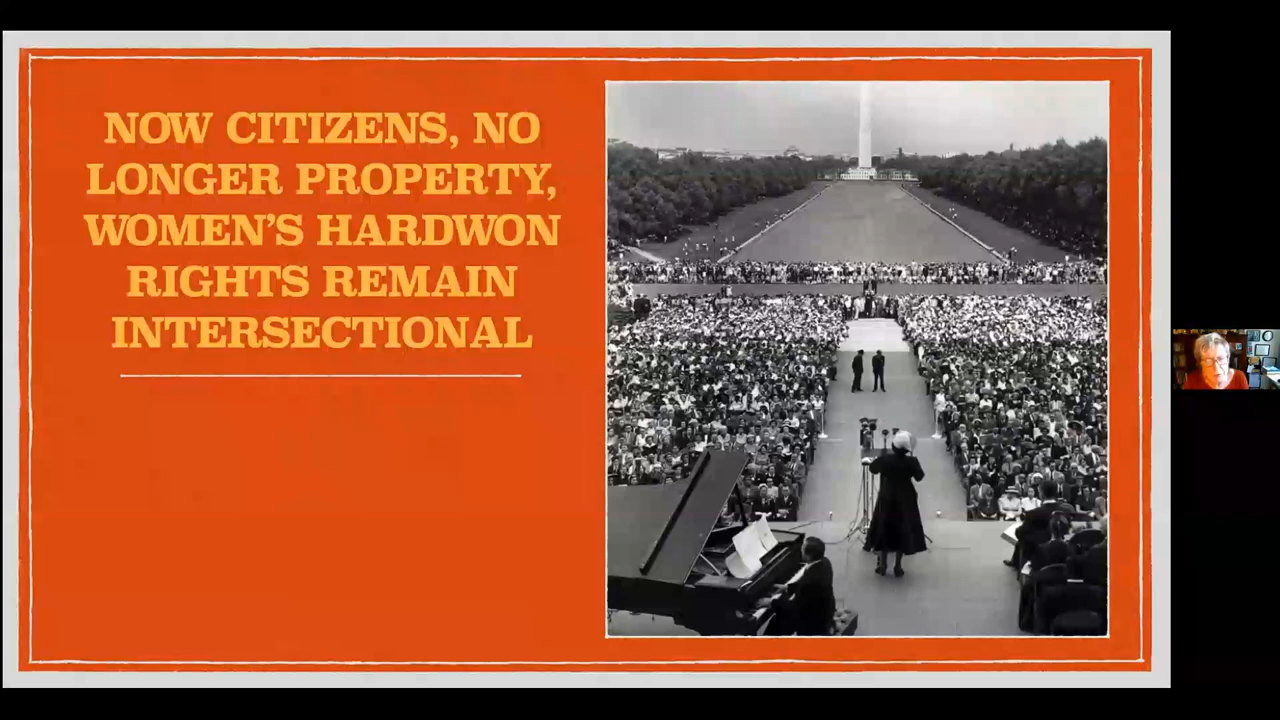 NOW CITIZENS, NO
LONGER PROPERTY,
WOMEN'S HARDWON
RIGHTS REMAIN
INTERSECTIONAL